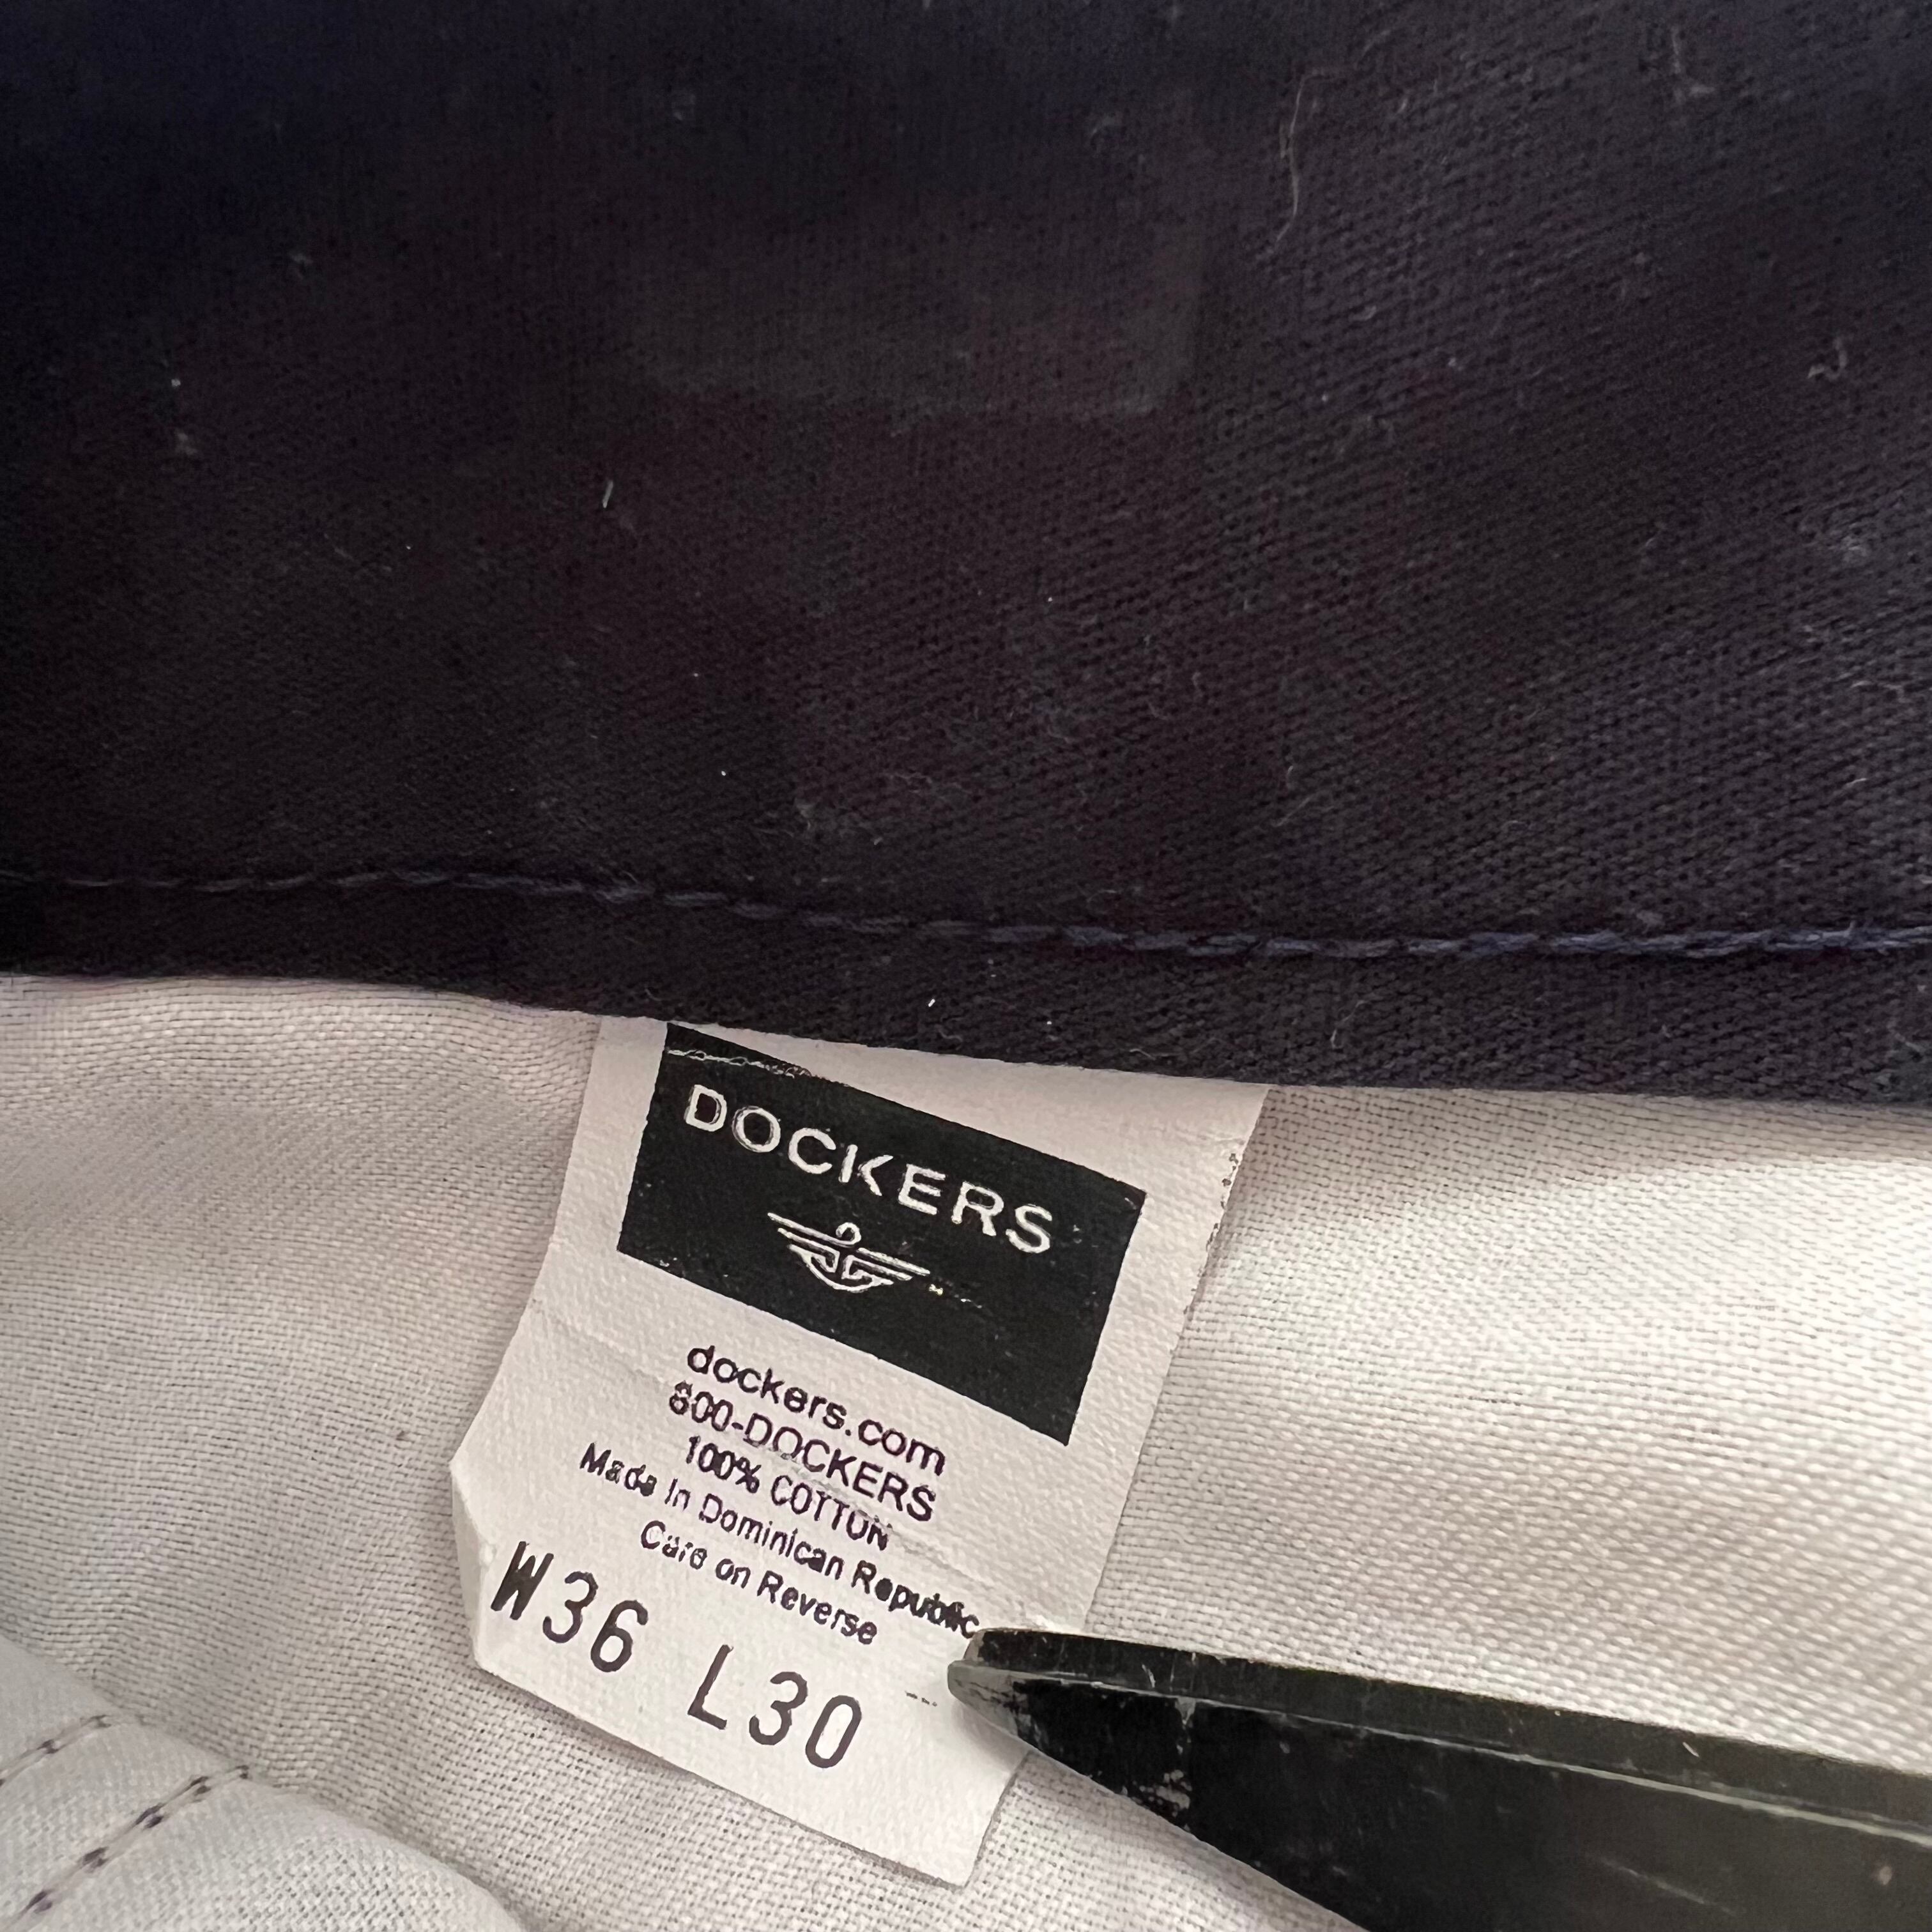 DOCKERS
dockers.com
800-DOCKERS
100% COTTON
Made In Dominican Republic
Care on Reverse
W36 L30